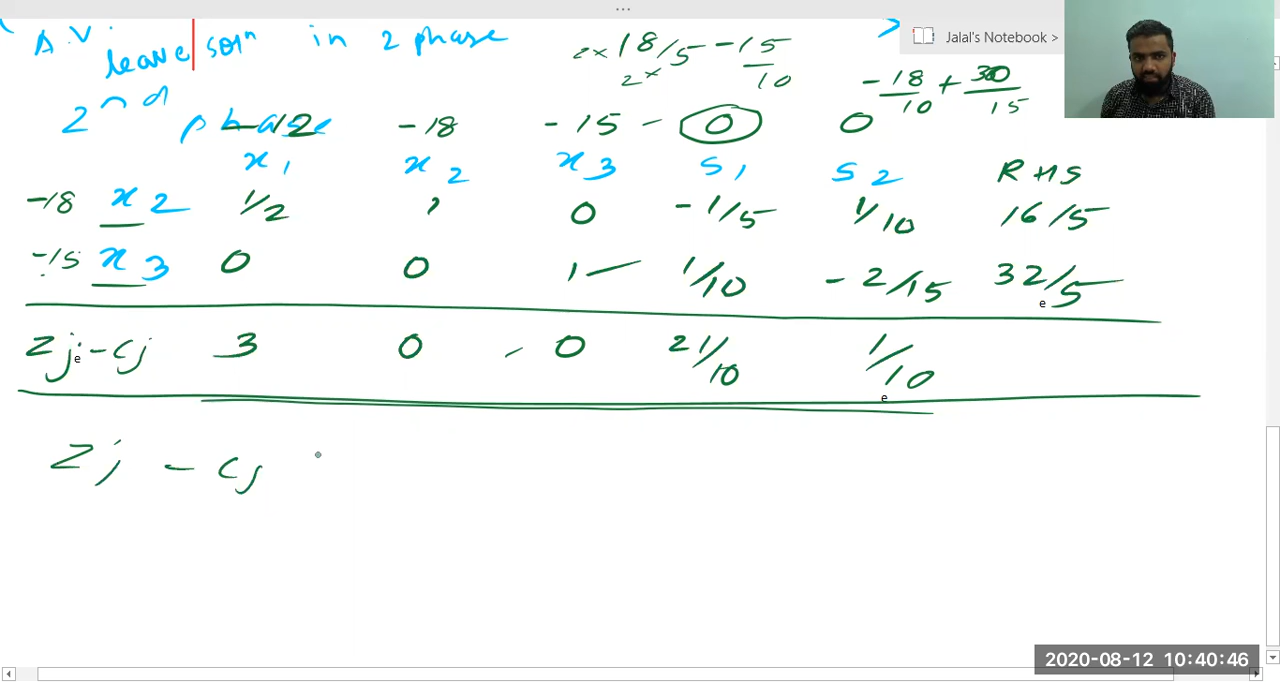 ...
Jalal's Notebook >
A.V. leave solⁿ in 2 phase
2×18/5 2× -15/10
-18/10 + 30/15
2nd phase
-12 -18 -15 0 0
x1 x2 x3 S1 S2 RHS
-18 x2 1/2 1 0 -1/5 1/10 16/5
-15 x3 0 0 1 1/10 -2/15 32/5
e
Zj - Cj 3 0 0 21/10 1/10
e
e
Zj - Cj
2020-08-12 10:40:46